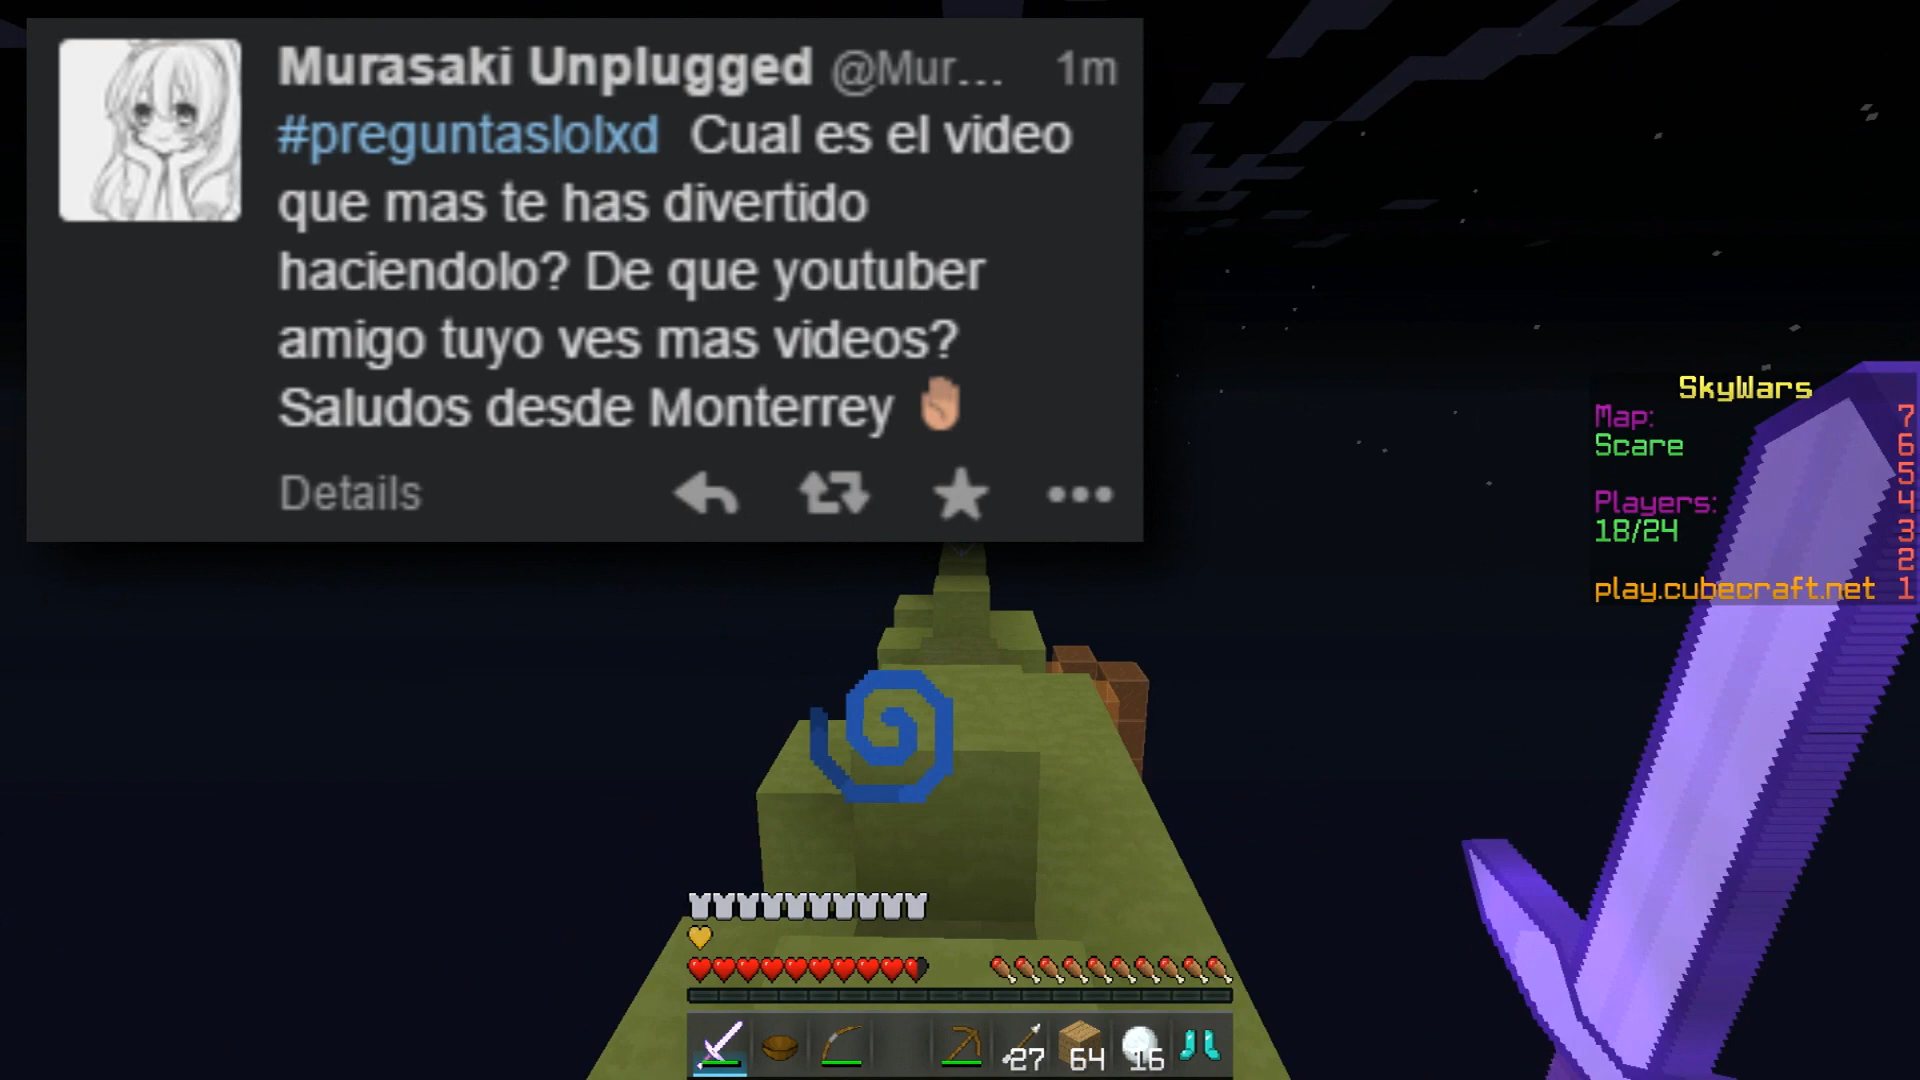 Murasaki Unplugged @Mur... 1m
#preguntaslolxd Cual es el video
que mas te has divertido
haciendolo? De que youtuber
amigo tuyo ves mas videos?
Saludos desde Monterrey
Details
SkyWars
Map: 7
Scare 6
5
Players: 4
18/24 3
2
play.cubecraft.net 1
27 64 16